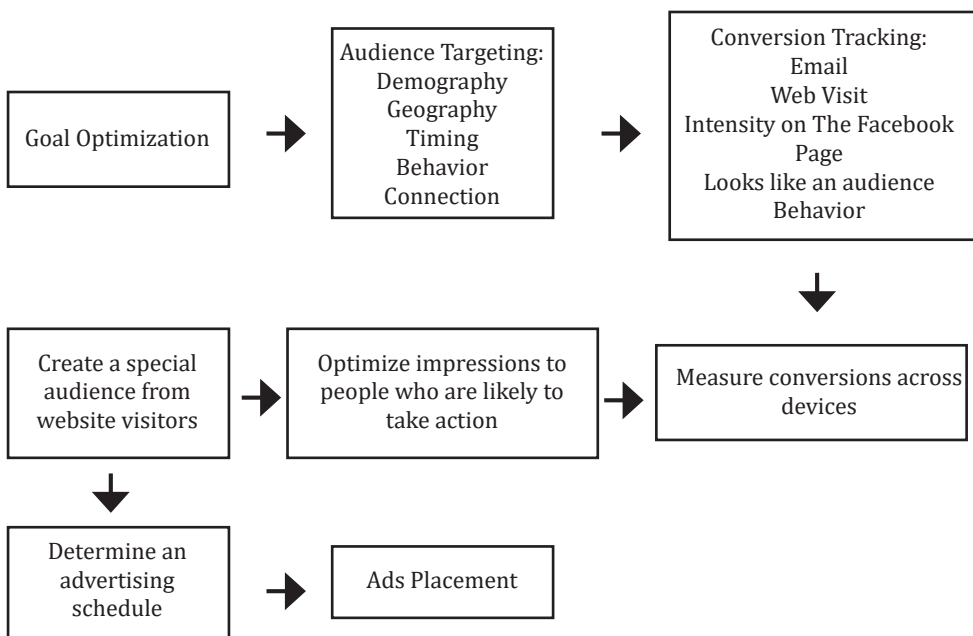 Goal Optimization
Audience Targeting:
Demography
Geography
Timing
Behavior
Connection
Conversion Tracking:
Email
Web Visit
Intensity on The Facebook
Page
Looks like an audience
Behavior
Create a special
audience from
website visitors
Optimize impressions to
people who are likely to
take action
Measure conversions across
devices
Determine an
advertising
schedule
Ads Placement